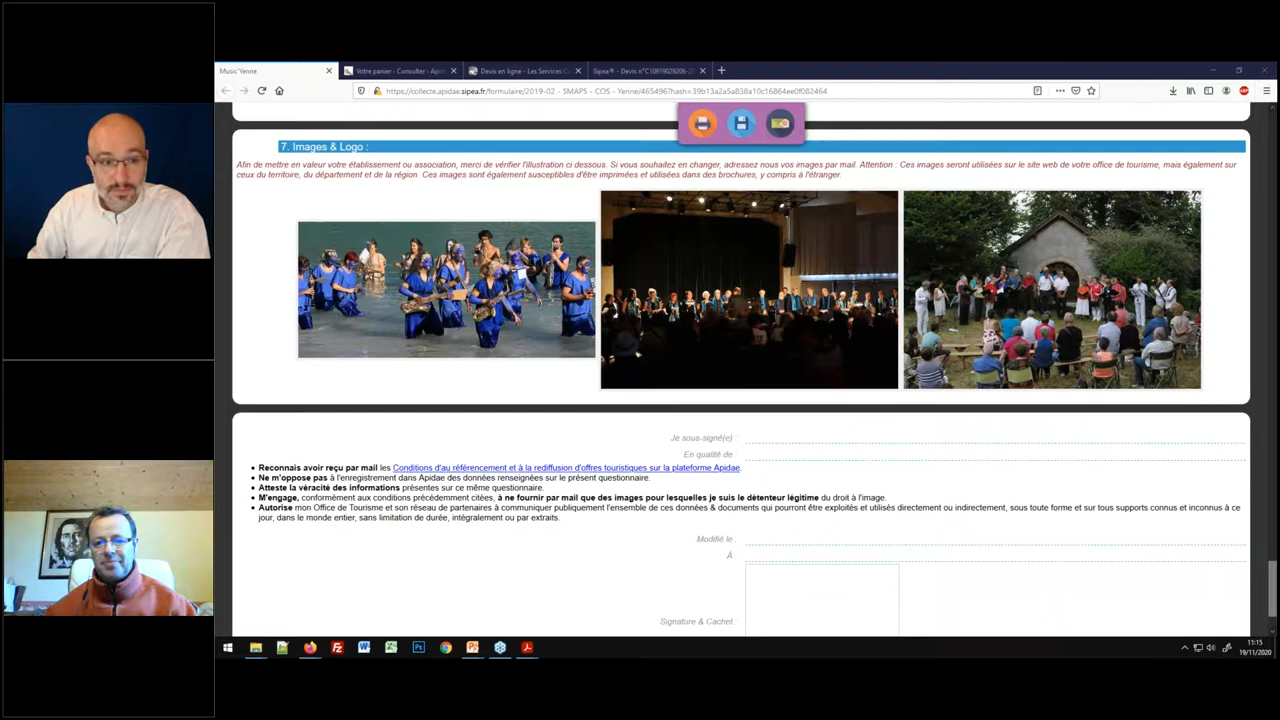 Music'Yenne
Votre panier - Consulter - Apid
Devis en ligne - Les Services C
Sipea® - Devis n°C10919029206-2
https://collecte.apidae.sipea.fr/formulaire/2019-02 - SMAPS - COS - Yenne/465496?hash=39b13a2a5a838a10c16864ee0f082464
7. Images & Logo :
Afin de mettre en valeur votre établissement ou association, merci de vérifier l'illustration ci dessous. Si vous souhaitez en changer, adressez nous vos images par mail. Attention : Ces images seront utilisées sur le site web de votre office de tourisme, mais également sur
ceux du territoire, du département et de la région. Ces images sont également susceptibles d'être imprimées et utilisées dans des brochures, y compris à l'étranger.
Je sous-signé(e) :
En qualité de :
Reconnais avoir reçu par mail les Conditions d'au référencement et à la rediffusion d'offres touristiques sur la plateforme Apidae.
Ne m'oppose pas à l'enregistrement dans Apidae des données renseignées sur le présent questionnaire.
Atteste la véracité des informations présentes sur ce même questionnaire.
M'engage, conformément aux conditions précédemment citées, à ne fournir par mail que des images pour lesquelles je suis le détenteur légitime du droit à l'image.
Autorise mon Office de Tourisme et son réseau de partenaires à communiquer publiquement l'ensemble de ces données & documents qui pourront être exploités et utilisés directement ou indirectement, sous toute forme et sur tous supports connus et inconnus à ce
jour, dans le monde entier, sans limitation de durée, intégralement ou par extraits.
Modifié le :
À
Signature & Cachet :
11:15
19/11/2020